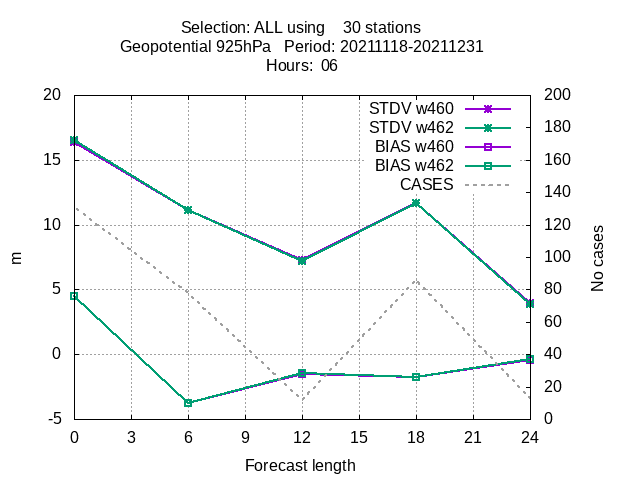 Selection: ALL using    30 stations
Geopotential 925hPa   Period: 20211118-20211231
Hours:  06
STDV w460
STDV w462
BIAS w460
BIAS w462
CASES
20
15
10
5
0
-5
m
200
180
160
140
120
100
80
60
40
20
0
No cases
0 3 6 9 12 15 18 21 24
Forecast length